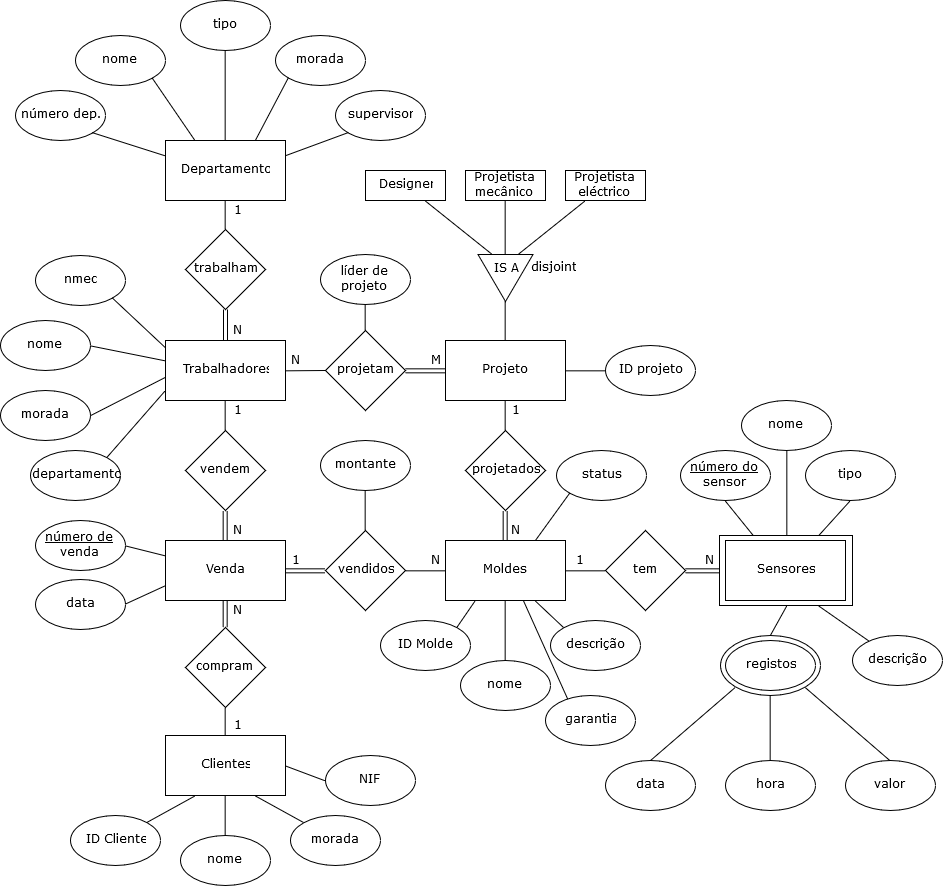 tipo
nome
morada
número dep.
supervisor
Departamento
1
Designer
Projetista
mecânico
Projetista
eléctrico
trabalham
IS A
disjoint
líder de
projeto
nmec
N
nome
Trabalhadores
N
projetam
M
Projeto
ID projeto
morada
1
1
departamento
vendem
montante
projetados
status
nome
número do
sensor
tipo
N
N
número de
venda
Venda
1
vendidos
N
Moldes
1
tem
N
Sensores
data
N
ID Molde
descrição
nome
garantia
compram
registos
descrição
1
Clientes
NIF
data
hora
valor
ID Cliente
nome
morada